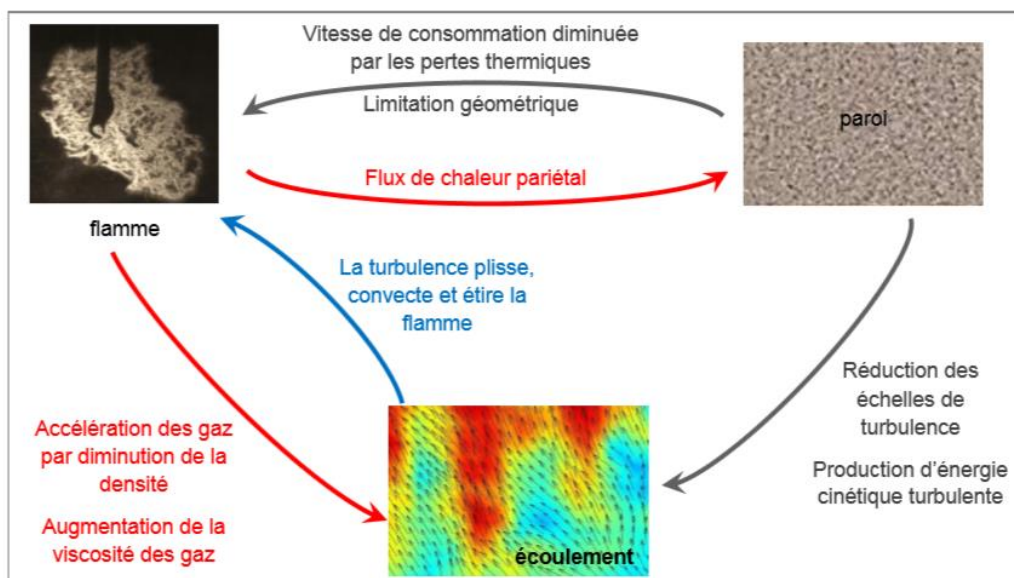 Vitesse de consommation diminuée
par les pertes thermiques
Limitation géométrique
paroi
Flux de chaleur pariétal
flamme
La turbulence plisse,
convecte et étire la
flamme
Réduction des
échelles de
turbulence
Production d’énergie
cinétique turbulente
Accélération des gaz
par diminution de la
densité
Augmentation de la
viscosité des gaz
écoulement